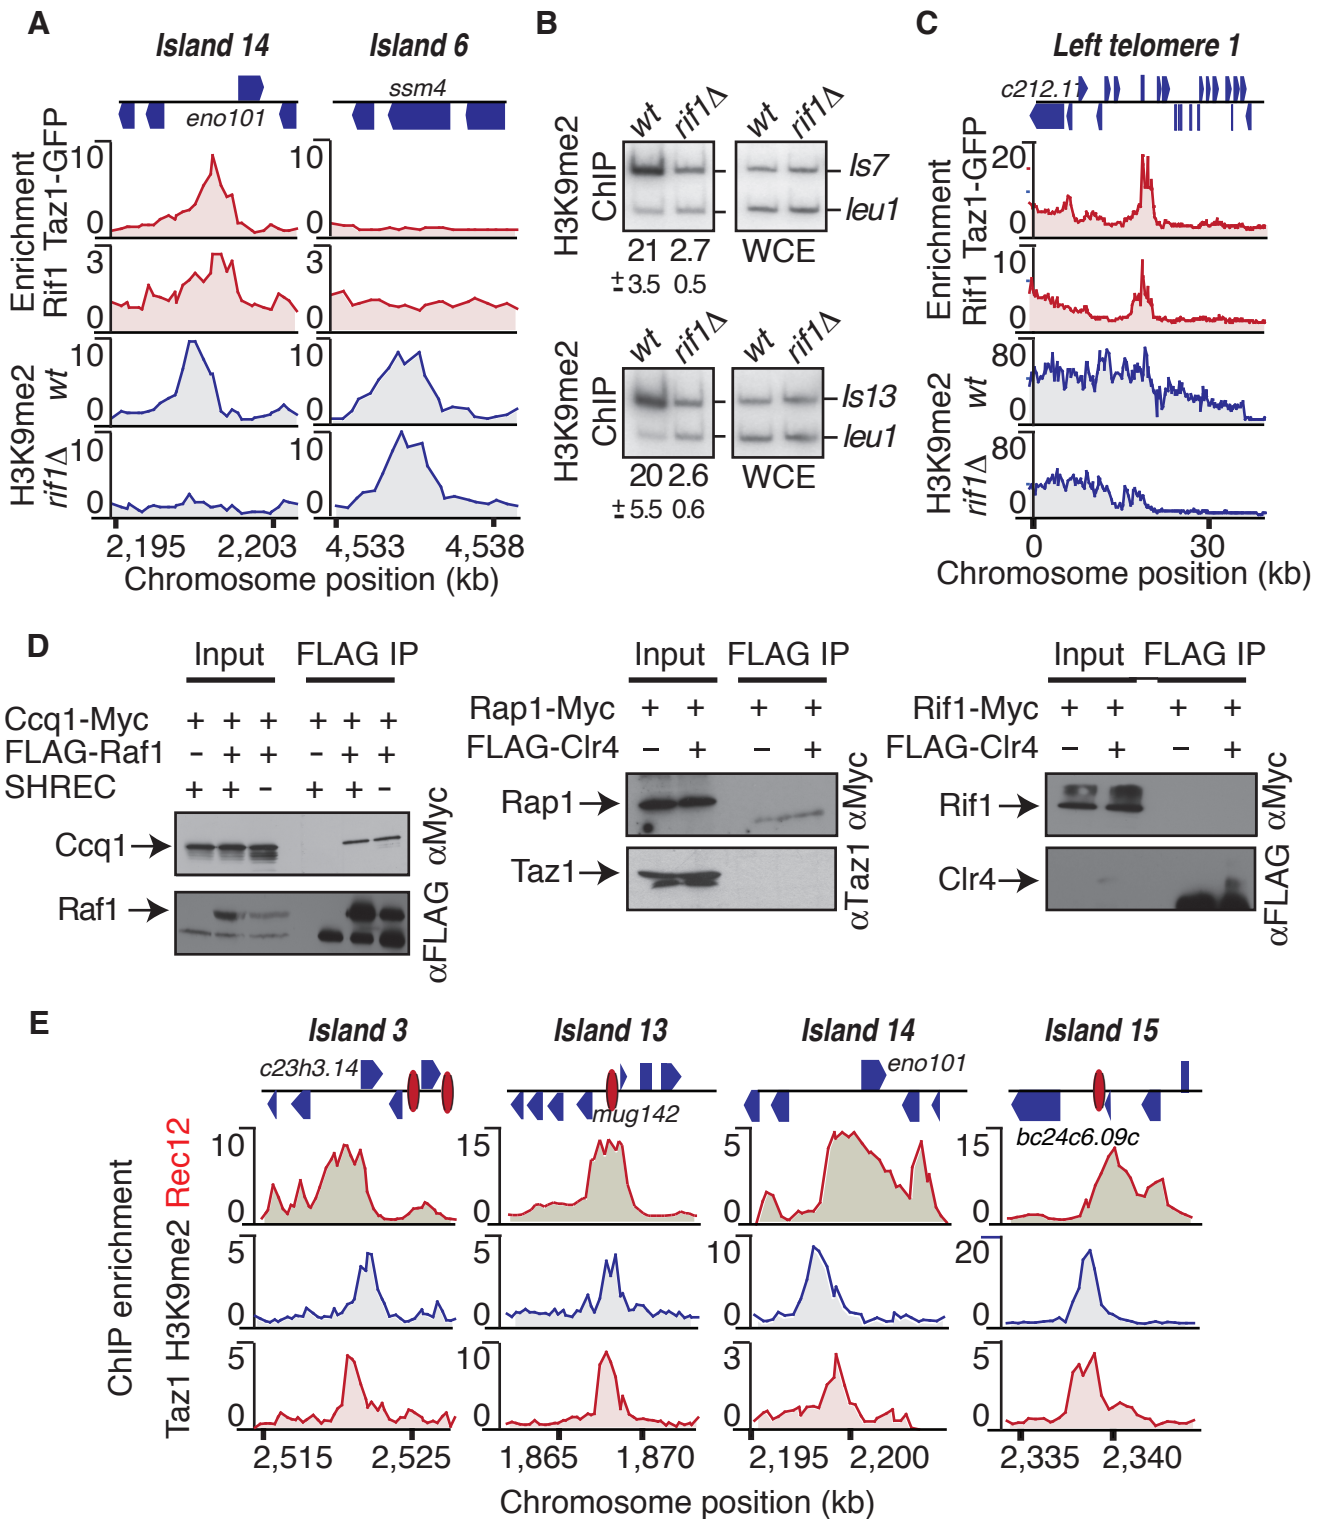 A
Island 14
Island 6
ssm4
eno101
Enrichment
Taz1-GFP
10
0
10
0
Rif1
3
0
3
0
H3K9me2
wt
10
0
10
0
rif1Δ
10
0
10
0
2,195
2,203
4,533
4,538
Chromosome position (kb)
B
wt
rif1Δ
wt
rif1Δ
H3K9me2
ChIP
Is7
leu1
21
2.7
WCE
±3.5
0.5
wt
rif1Δ
wt
rif1Δ
H3K9me2
ChIP
Is13
leu1
20
2.6
WCE
±5.5
0.6
C
Left telomere 1
c212.11
Enrichment
Taz1-GFP
20
0
Rif1
10
0
H3K9me2
wt
80
0
rif1Δ
80
0
0
30
Chromosome position (kb)
D
Input
FLAG IP
Ccq1-Myc + + + + + +
FLAG-Raf1 – + + – + +
SHREC + + – + + –
Ccq1
αMyc
Raf1
αFLAG
Input
FLAG IP
Rap1-Myc + + + +
FLAG-Clr4 – + – +
Rap1
αMyc
Taz1
αTaz1
Input
FLAG IP
Rif1-Myc + + + +
FLAG-Clr4 – + – +
Rif1
αMyc
Clr4
αFLAG
E
Island 3
Island 13
Island 14
Island 15
c23h3.14
mug142
eno101
bc24c6.09c
ChIP enrichment
Rec12
10
0
15
0
5
0
15
0
H3K9me2
5
0
5
0
10
0
20
0
Taz1
5
0
10
0
3
0
5
0
2,515
2,525
1,865
1,870
2,195
2,200
2,335
2,340
Chromosome position (kb)